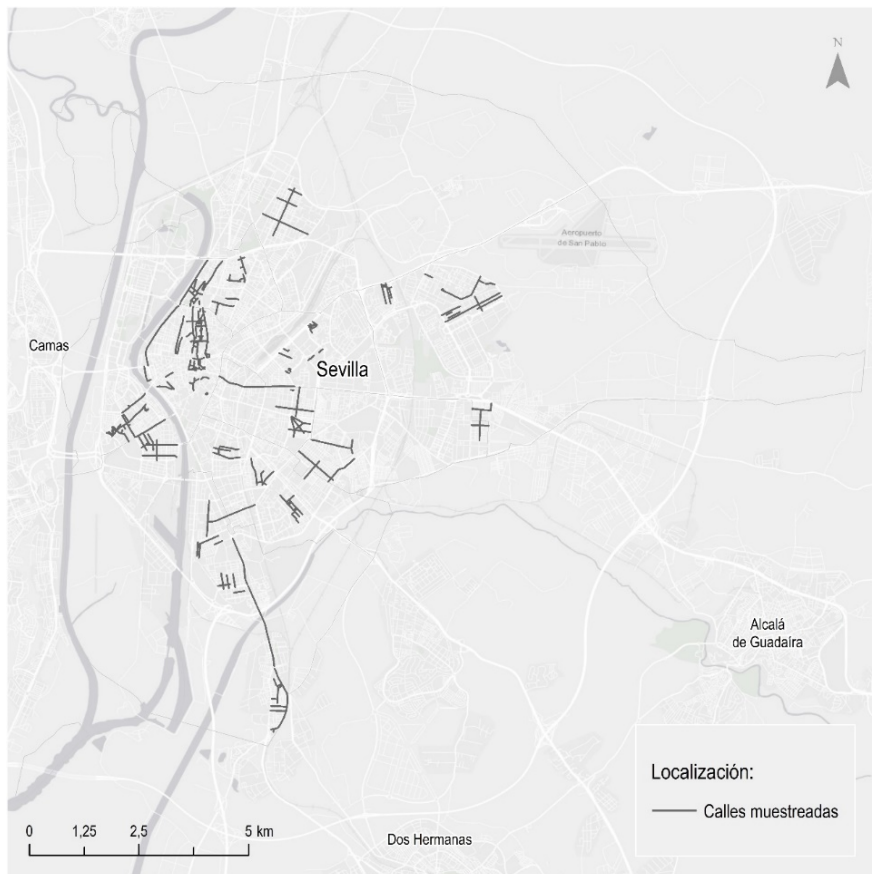 N
Aeropuerto
de San Pablo
Camas
Sevilla
Alcalá
de Guadaíra
Localización:
Calles muestreadas
0 1,25 2,5 5 km
Dos Hermanas